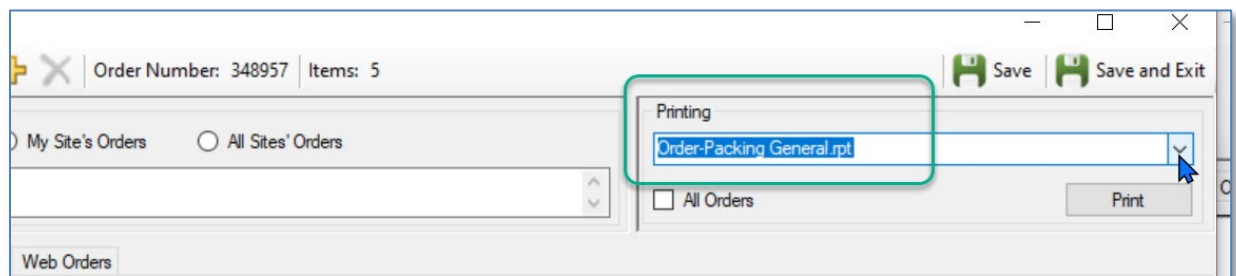 Order Number: 348957 Items: 5 Save Save and Exit
Printing
My Site's Orders All Sites' Orders
Order-Packing General.rpt
All Orders Print
Web Orders